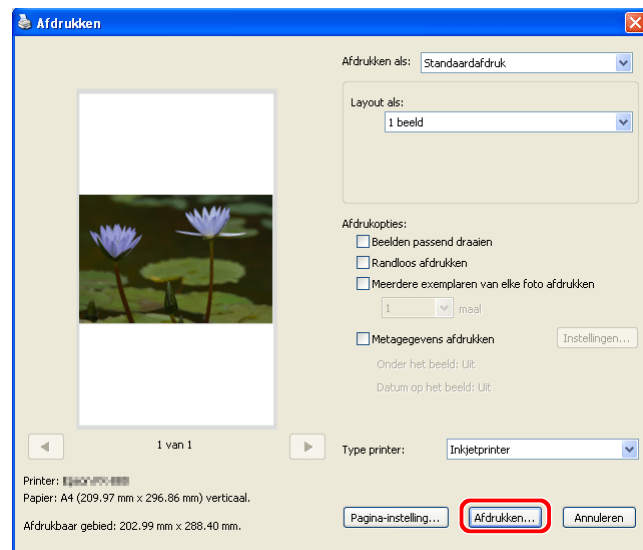 Afdrukken
Afdrukken als: Standaardafdruk
Layout als:
1 beeld
Afdrukopties:
Beelden passend draaien
Randloos afdrukken
Meerdere exemplaren van elke foto afdrukken
1 maal
Metagegevens afdrukken Instellingen...
Onder het beeld: Uit
Datum op het beeld: Uit
1 van 1
Type printer: Inkjetprinter
Printer:
Papier: A4 (209.97 mm x 296.86 mm) verticaal.
Afdrukbaar gebied: 202.99 mm x 288.40 mm.
Pagina-instelling... Afdrukken... Annuleren